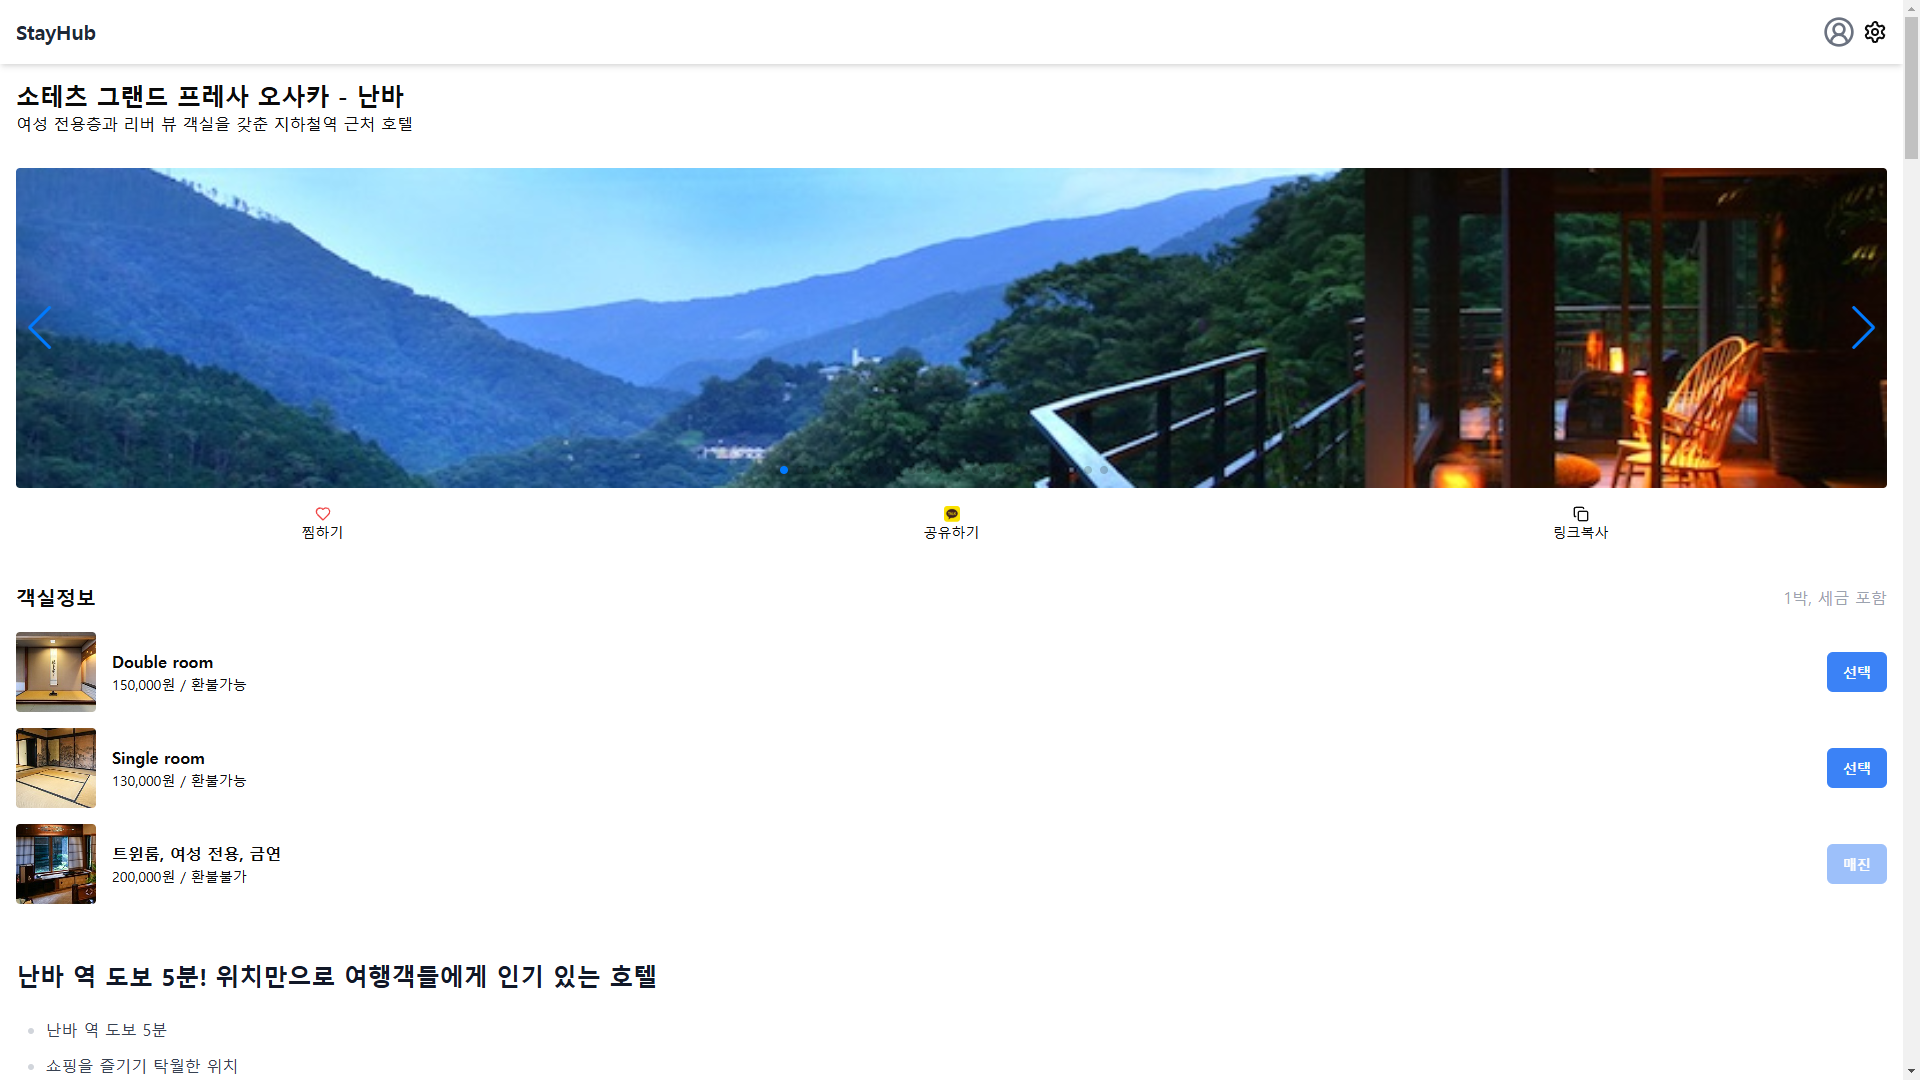 StayHub
소테츠 그랜드 프레사 오사카 - 난바
여성 전용층과 리버 뷰 객실을 갖춘 지하철역 근처 호텔
찜하기
공유하기
링크복사
객실정보
1박, 세금 포함
Double room
150,000원 / 환불가능
선택
Single room
130,000원 / 환불가능
선택
트윈룸, 여성 전용, 금연
200,000원 / 환불불가
매진
난바 역 도보 5분! 위치만으로 여행객들에게 인기 있는 호텔
난바 역 도보 5분
쇼핑을 즐기기 탁월한 위치